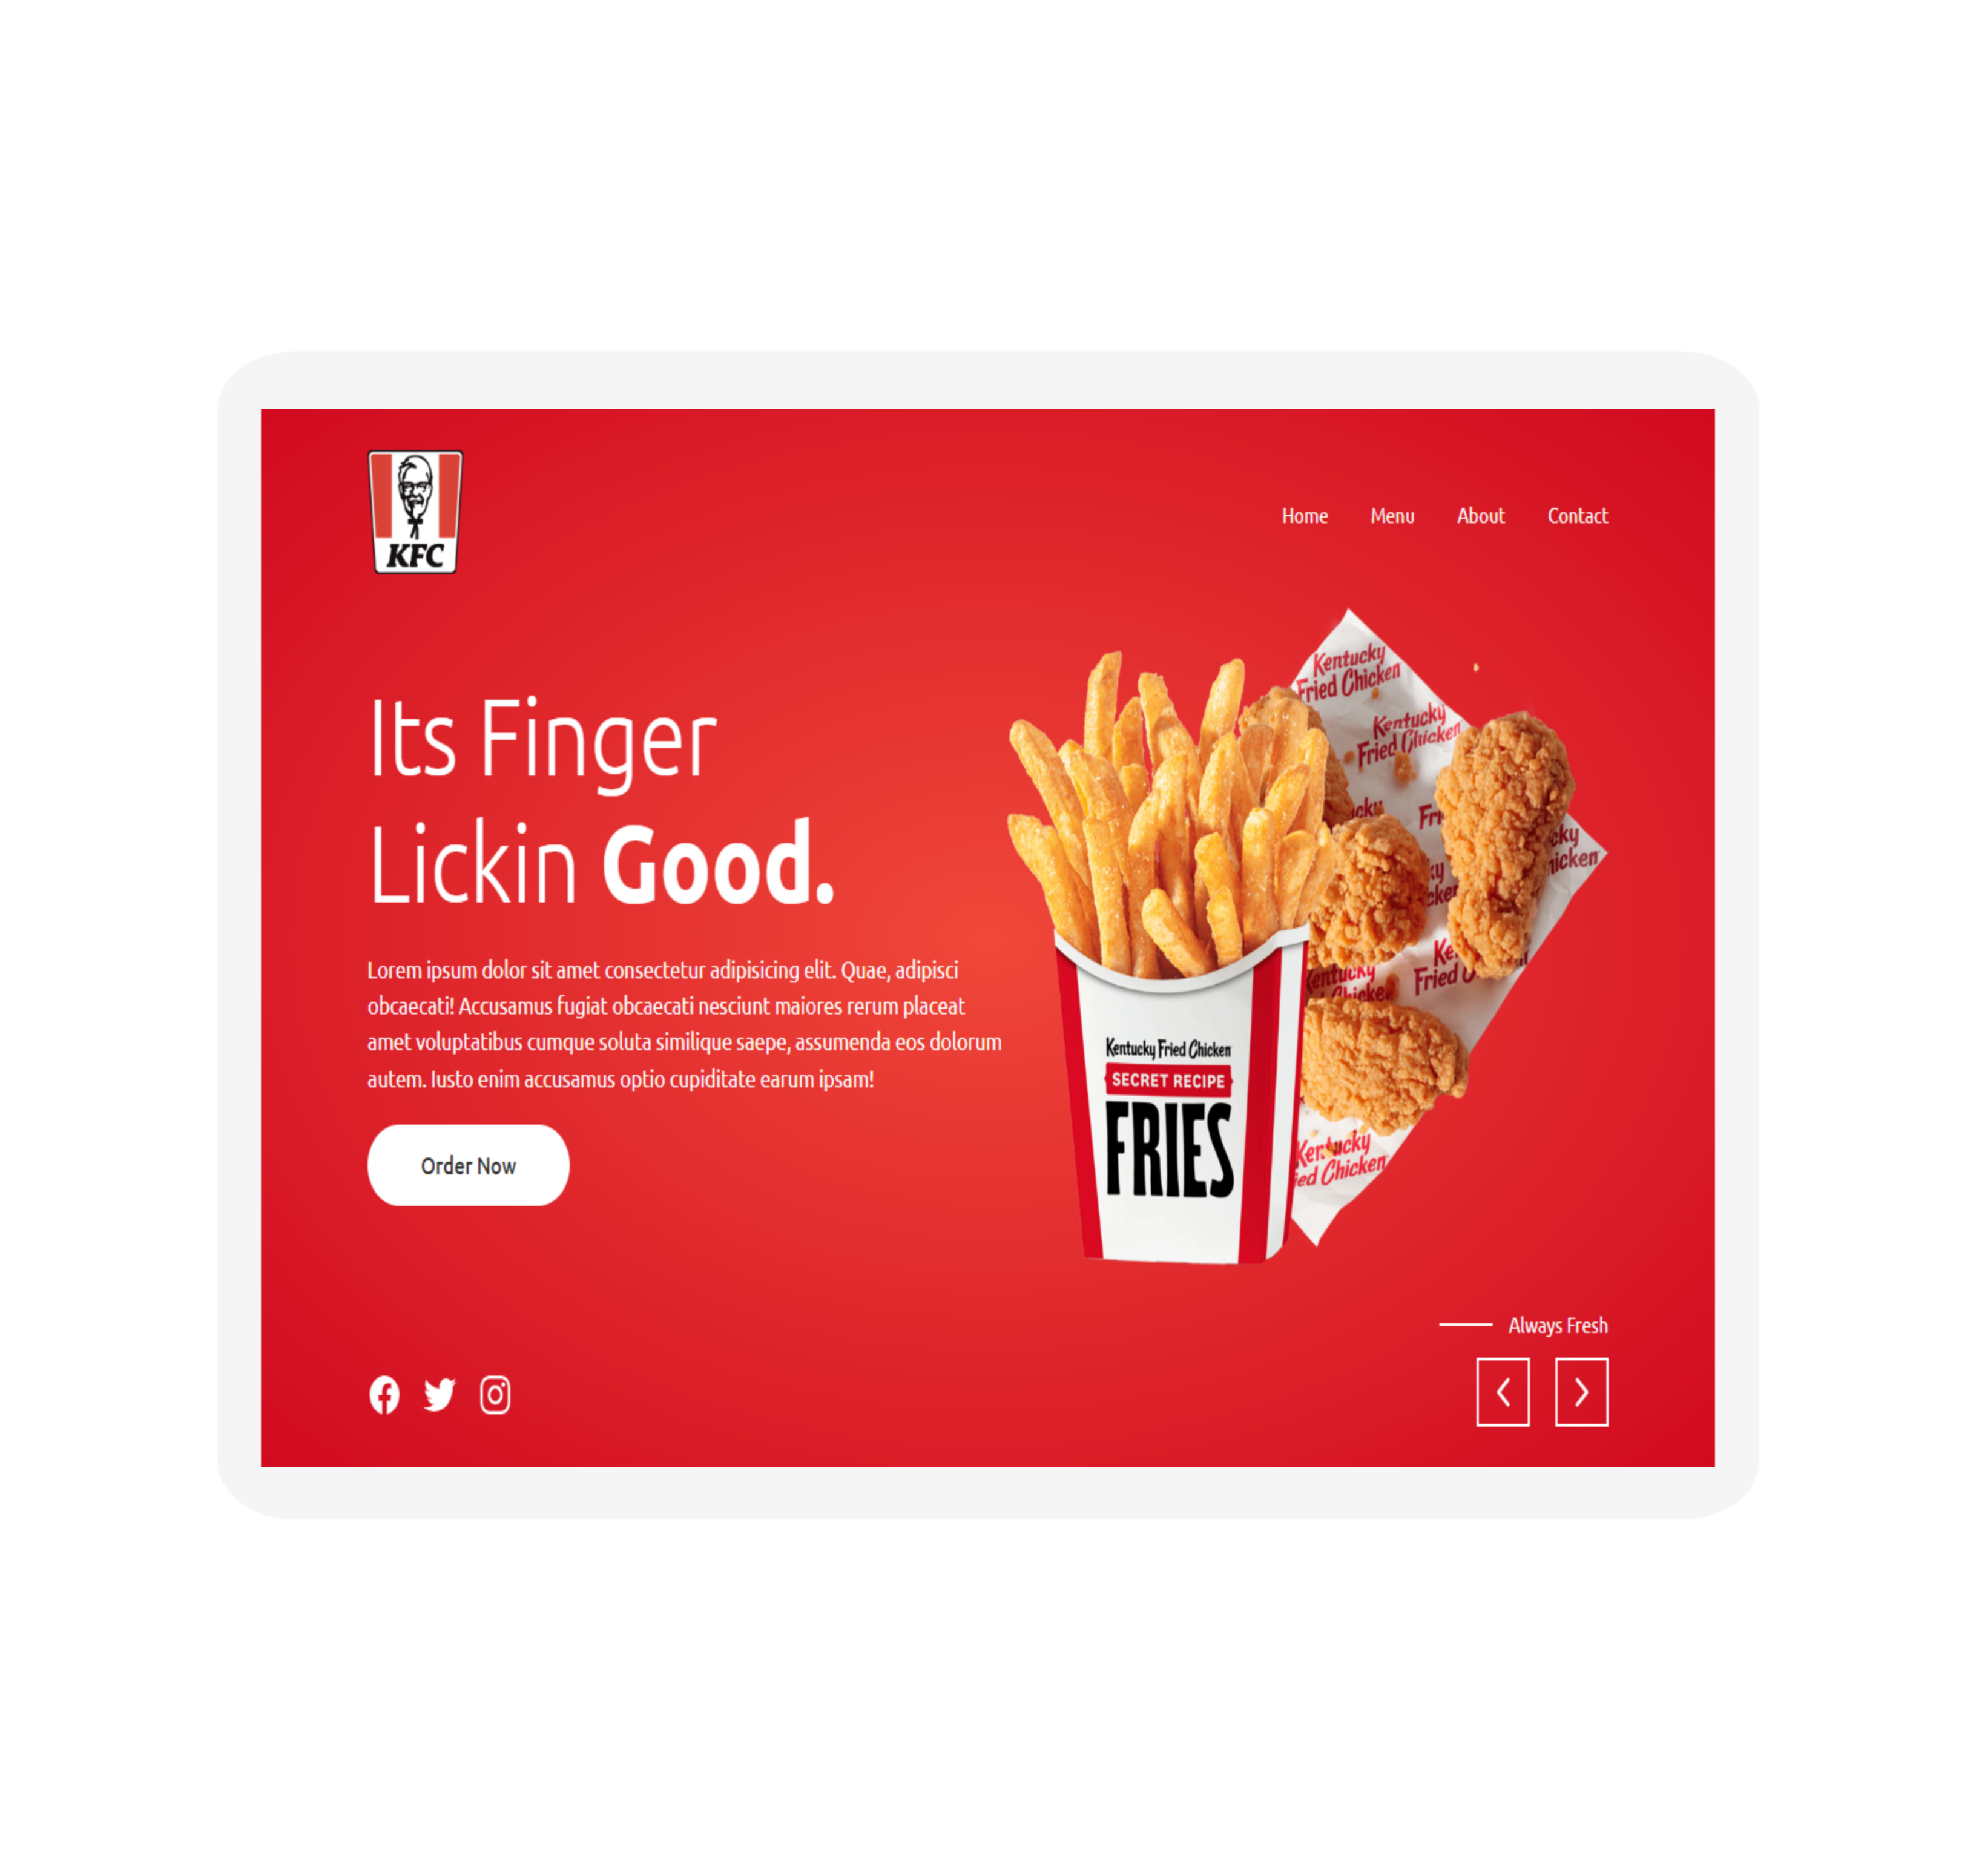 KFC
Home Menu About Contact
Its Finger
Lickin Good.
Lorem ipsum dolor sit amet consectetur adipisicing elit. Quae, adipisci
obcaecati! Accusamus fugiat obcaecati nesciunt maiores rerum placeat
amet voluptatibus cumque soluta similique saepe, assumenda eos dolorum
autem. Iusto enim accusamus optio cupiditate earum ipsam!
Order Now
Kentucky
Fried Chicken
Kentucky
Fried Chicken
Kentucky Fried Chicken
SECRET RECIPE
FRIES
Kentucky
Chicken
Always Fresh